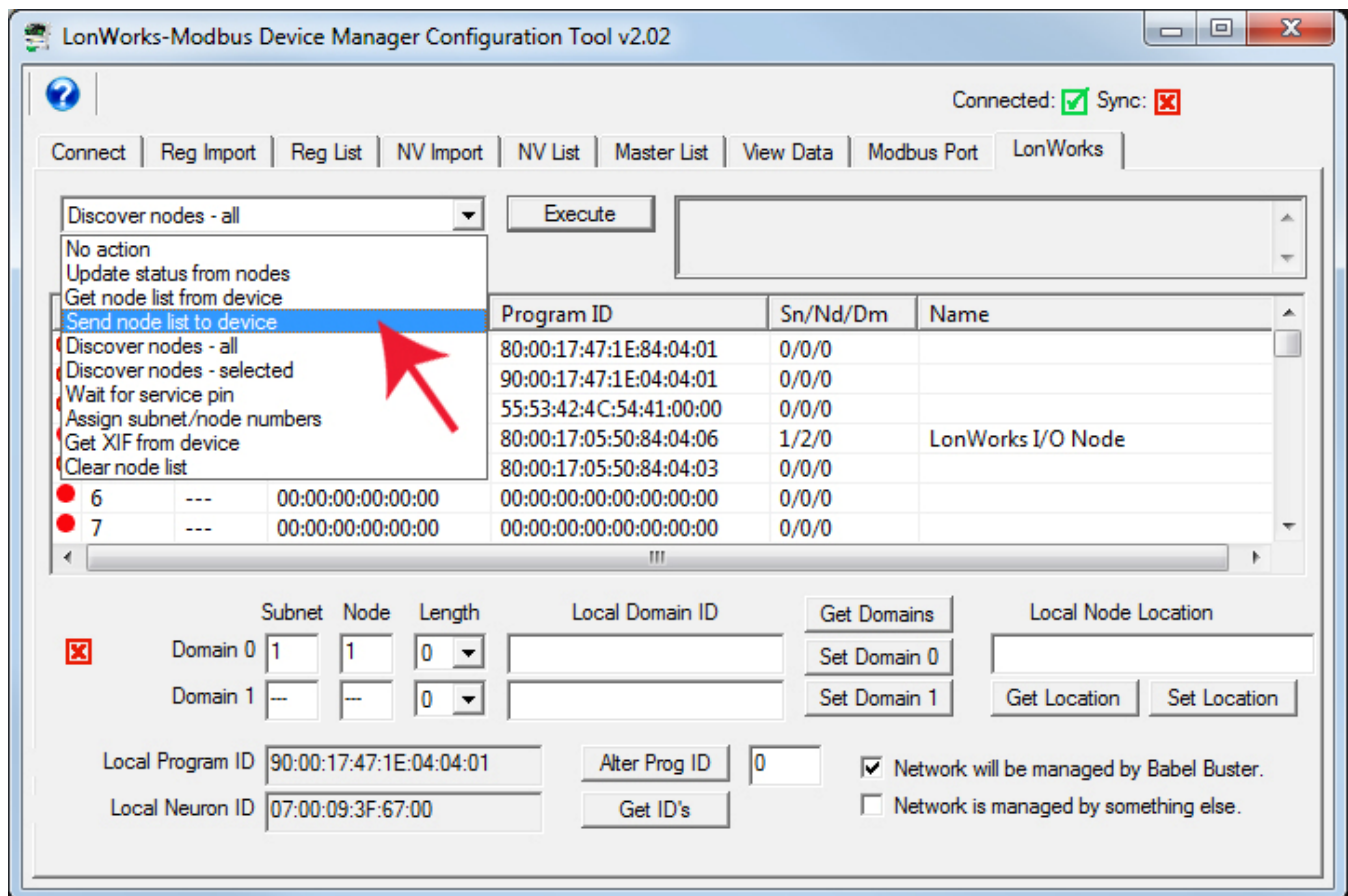 LonWorks-Modbus Device Manager Configuration Tool v2.02
Connected: Sync:
Connect Reg Import Reg List NV Import NV List Master List View Data Modbus Port LonWorks
Discover nodes - all Execute
No action
Update status from nodes
Get node list from device
Send node list to device
Discover nodes - all
Discover nodes - selected
Wait for service pin
Assign subnet/node numbers
Get XIF from device
Clear node list
Program ID Sn/Nd/Dm Name
80:00:17:47:1E:84:04:01 0/0/0
90:00:17:47:1E:04:04:01 0/0/0
55:53:42:4C:54:41:00:00 0/0/0
80:00:17:05:50:84:04:06 1/2/0 LonWorks I/O Node
80:00:17:05:50:84:04:03 0/0/0
6 --- 00:00:00:00:00:00 00:00:00:00:00:00:00:00 0/0/0
7 --- 00:00:00:00:00:00 00:00:00:00:00:00:00:00 0/0/0
Subnet Node Length Local Domain ID Get Domains Local Node Location
Domain 0 1 1 0 Set Domain 0
Domain 1 --- --- 0 Set Domain 1 Get Location Set Location
Local Program ID 90:00:17:47:1E:04:04:01 Alter Prog ID 0 Network will be managed by Babel Buster.
Local Neuron ID 07:00:09:3F:67:00 Get ID's Network is managed by something else.